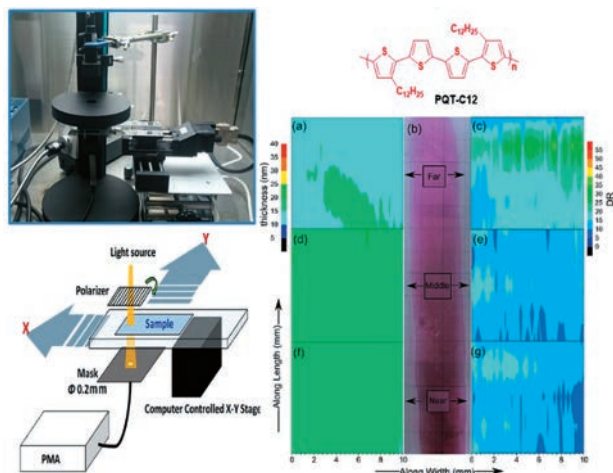 C12H25
S
S
S
S
n
C12H25
PQT-C12
(a)
(b)
(c)
thickness (nm)
40
35
30
25
20
15
10
5
Far
DR
55
50
45
40
35
30
25
20
15
10
5
Light source
Y
Polarizer
X
Sample
Mask
Φ 0.2mm
Computer Controlled X-Y Stage
PMA
(d)
Middle
(e)
Along Length (mm)
(f)
Near
(g)
0 2 4 6 8 10
0 2 4 6 8 10
Along Width (mm)